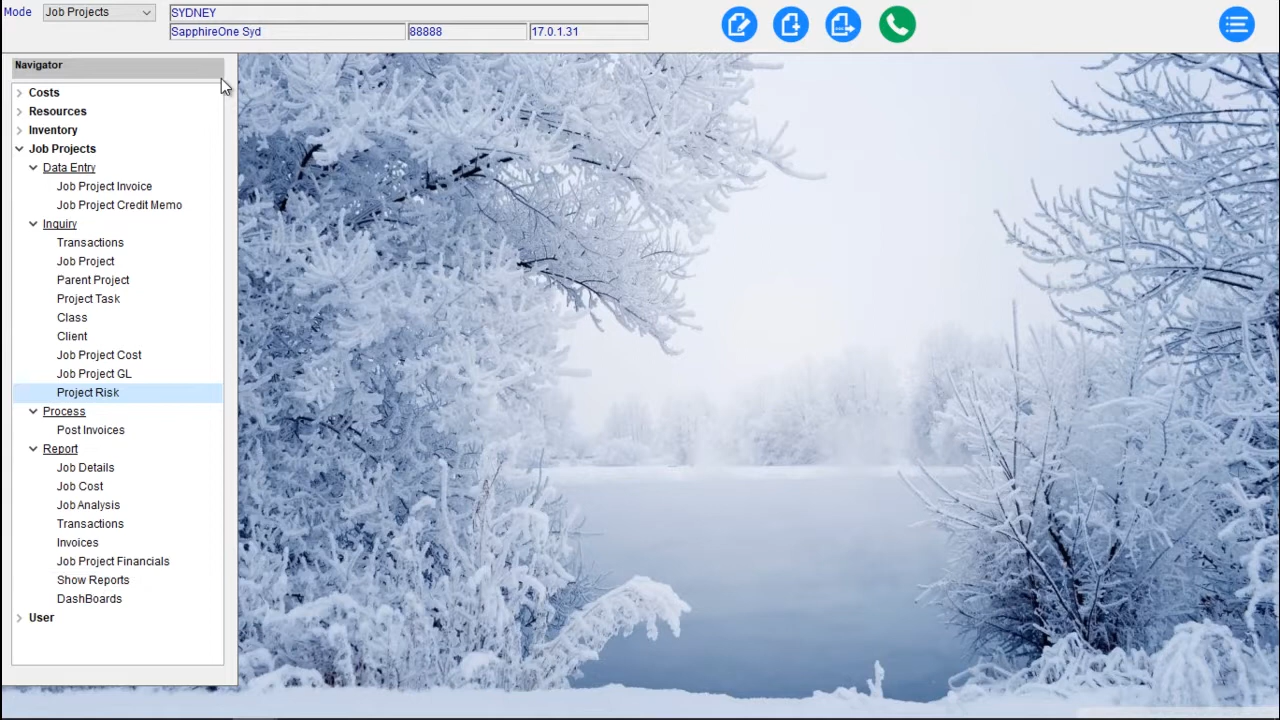 Mode
Job Projects
SYDNEY
SapphireOne Syd
88888
17.0.1.31
Navigator
Costs
Resources
Inventory
Job Projects
Data Entry
Job Project Invoice
Job Project Credit Memo
Inquiry
Transactions
Job Project
Parent Project
Project Task
Class
Client
Job Project Cost
Job Project GL
Project Risk
Process
Post Invoices
Report
Job Details
Job Cost
Job Analysis
Transactions
Invoices
Job Project Financials
Show Reports
DashBoards
User